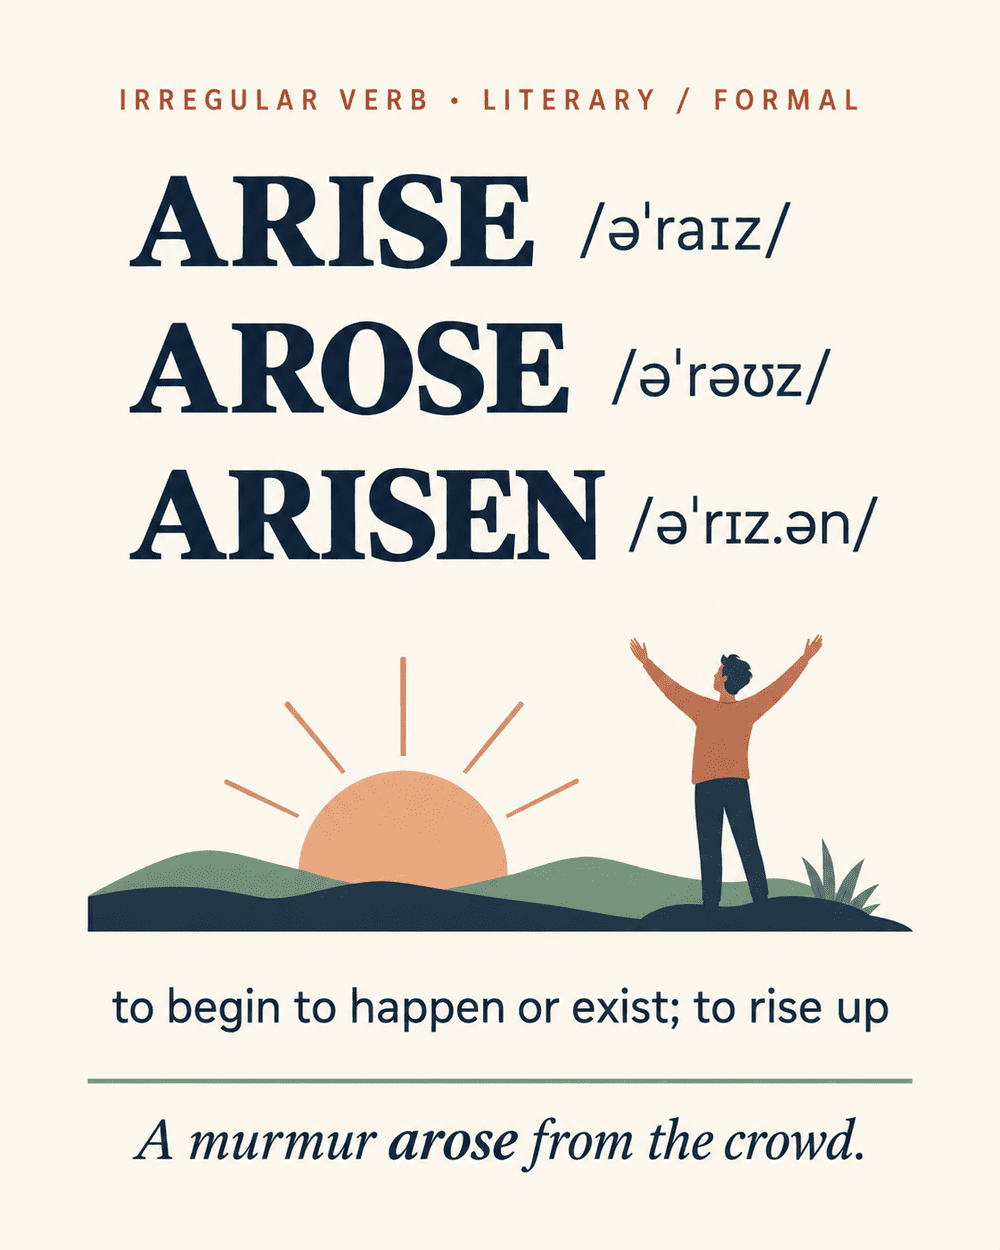 IRREGULAR VERB • LITERARY / FORMAL
ARISE /əˈraɪz/
AROSE /əˈrəʊz/
ARISEN /əˈrɪz.ən/
to begin to happen or exist; to rise up
A murmur arose from the crowd.